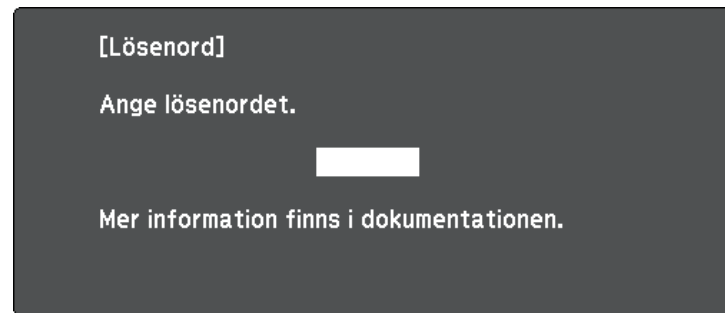 [Lösenord]
Ange lösenordet.
Mer information finns i dokumentationen.